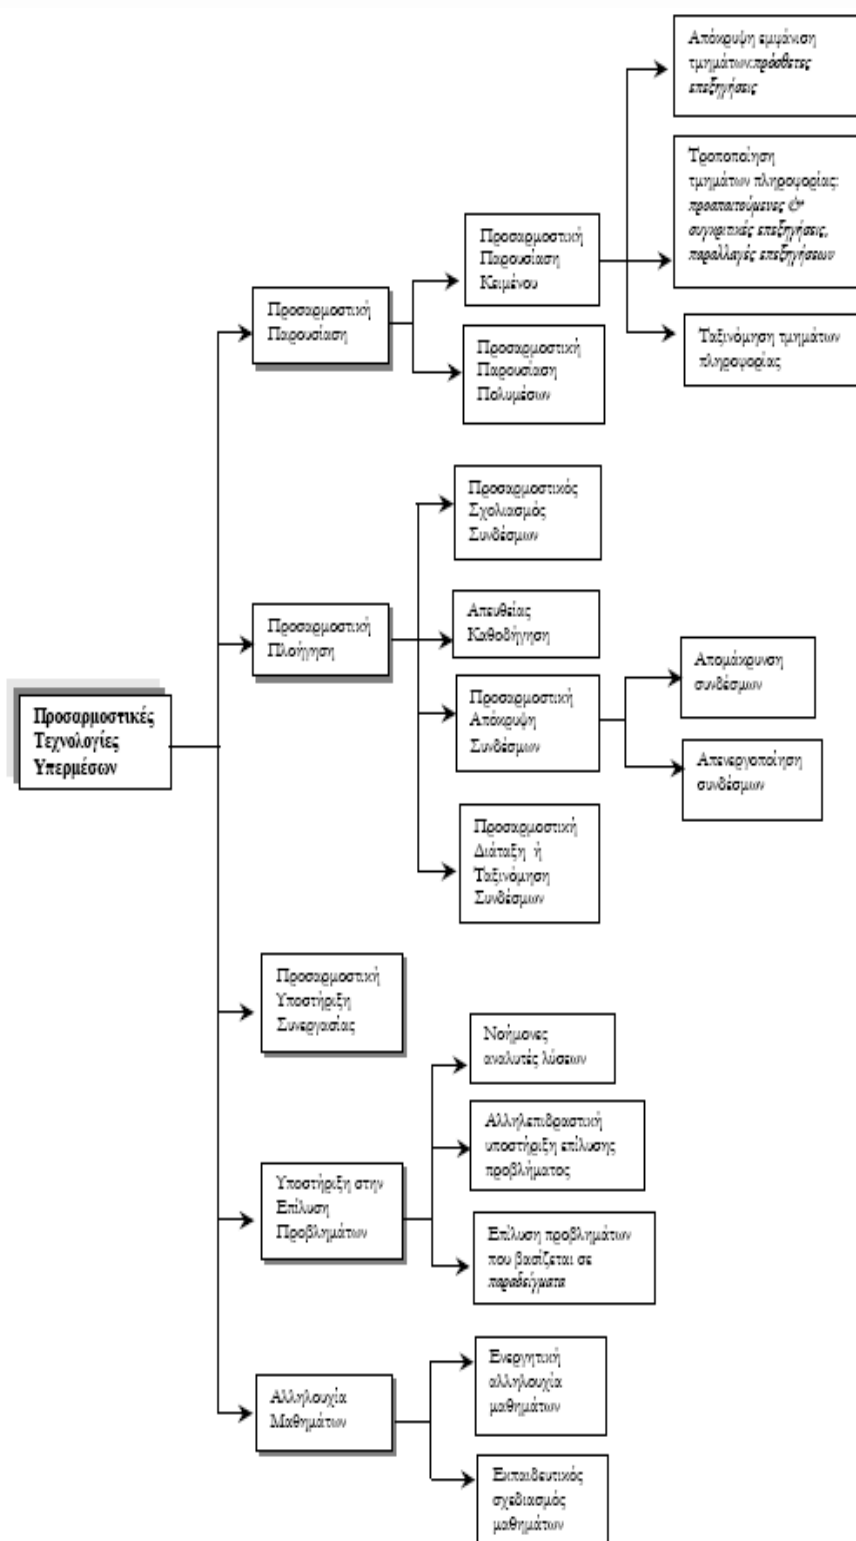 Προσαρμοστικές
Τεχνολογίες
Υπερμέσων
Προσαρμοστική
Παρουσίαση
Προσαρμοστική
Παρουσίαση
Κειμένου
Απόκρυψη εμφάνιση
τμημάτων:πρόσθετες
επεξηγήσεις
Τροποποίηση
τμημάτων πληροφορίας:
προαπαιτούμενες &
συγκριτικές επεξηγήσεις,
παραλλαγές επεξηγήσεων
Ταξινόμηση τμημάτων
πληροφορίας
Προσαρμοστική
Παρουσίαση
Πολυμέσων
Προσαρμοστική
Πλοήγηση
Προσαρμοστικός
Σχολιασμός
Συνδέσμων
Απευθείας
Καθοδήγηση
Προσαρμοστική
Απόκρυψη
Συνδέσμων
Απομάκρυνση
συνδέσμων
Απενεργοποίηση
συνδέσμων
Προσαρμοστική
Διάταξη ή
Ταξινόμηση
Συνδέσμων
Προσαρμοστική
Υποστήριξη
Συνεργασίας
Υποστήριξη στην
Επίλυση
Προβλημάτων
Νοήμονες
αναλυτές λύσεων
Αλληλεπιδραστική
υποστήριξη επίλυσης
προβλήματος
Επίλυση προβλημάτων
που βασίζεται σε
παραδείγματα
Αλληλουχία
Μαθημάτων
Ενεργητική
αλληλουχία
μαθημάτων
Εκπαιδευτικός
σχεδιασμός
μαθημάτων